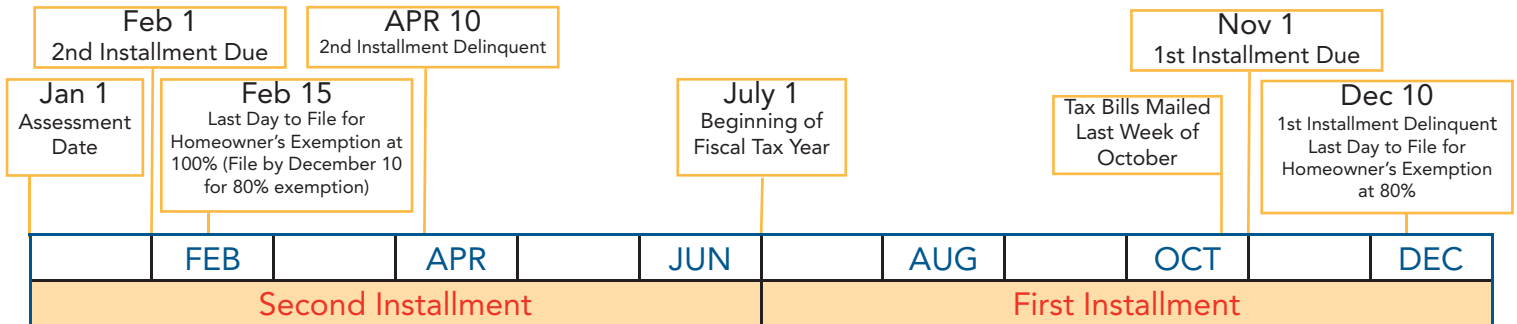 Feb 1
2nd Installment Due
APR 10
2nd Installment Delinquent
Nov 1
1st Installment Due
Jan 1
Assessment
Date
Feb 15
Last Day to File for
Homeowner’s Exemption at
100% (File by December 10
for 80% exemption)
July 1
Beginning of
Fiscal Tax Year
Tax Bills Mailed
Last Week of
October
Dec 10
1st Installment Delinquent
Last Day to File for
Homeowner’s Exemption
at 80%
FEB APR JUN AUG OCT DEC
Second Installment First Installment